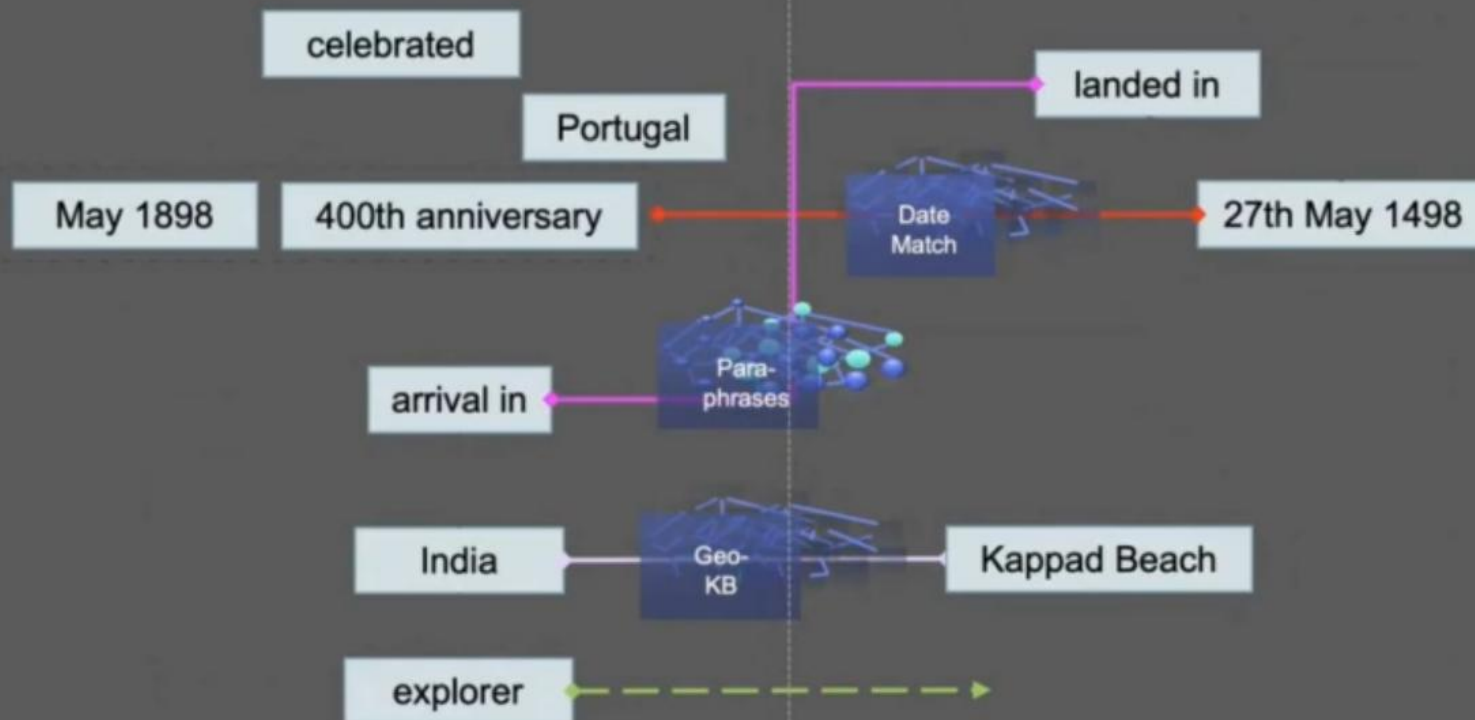 celebrated
landed in
Portugal
May 1898
400th anniversary
Date
Match
27th May 1498
Para-
phrases
arrival in
India
Geo-
KB
Kappad Beach
explorer